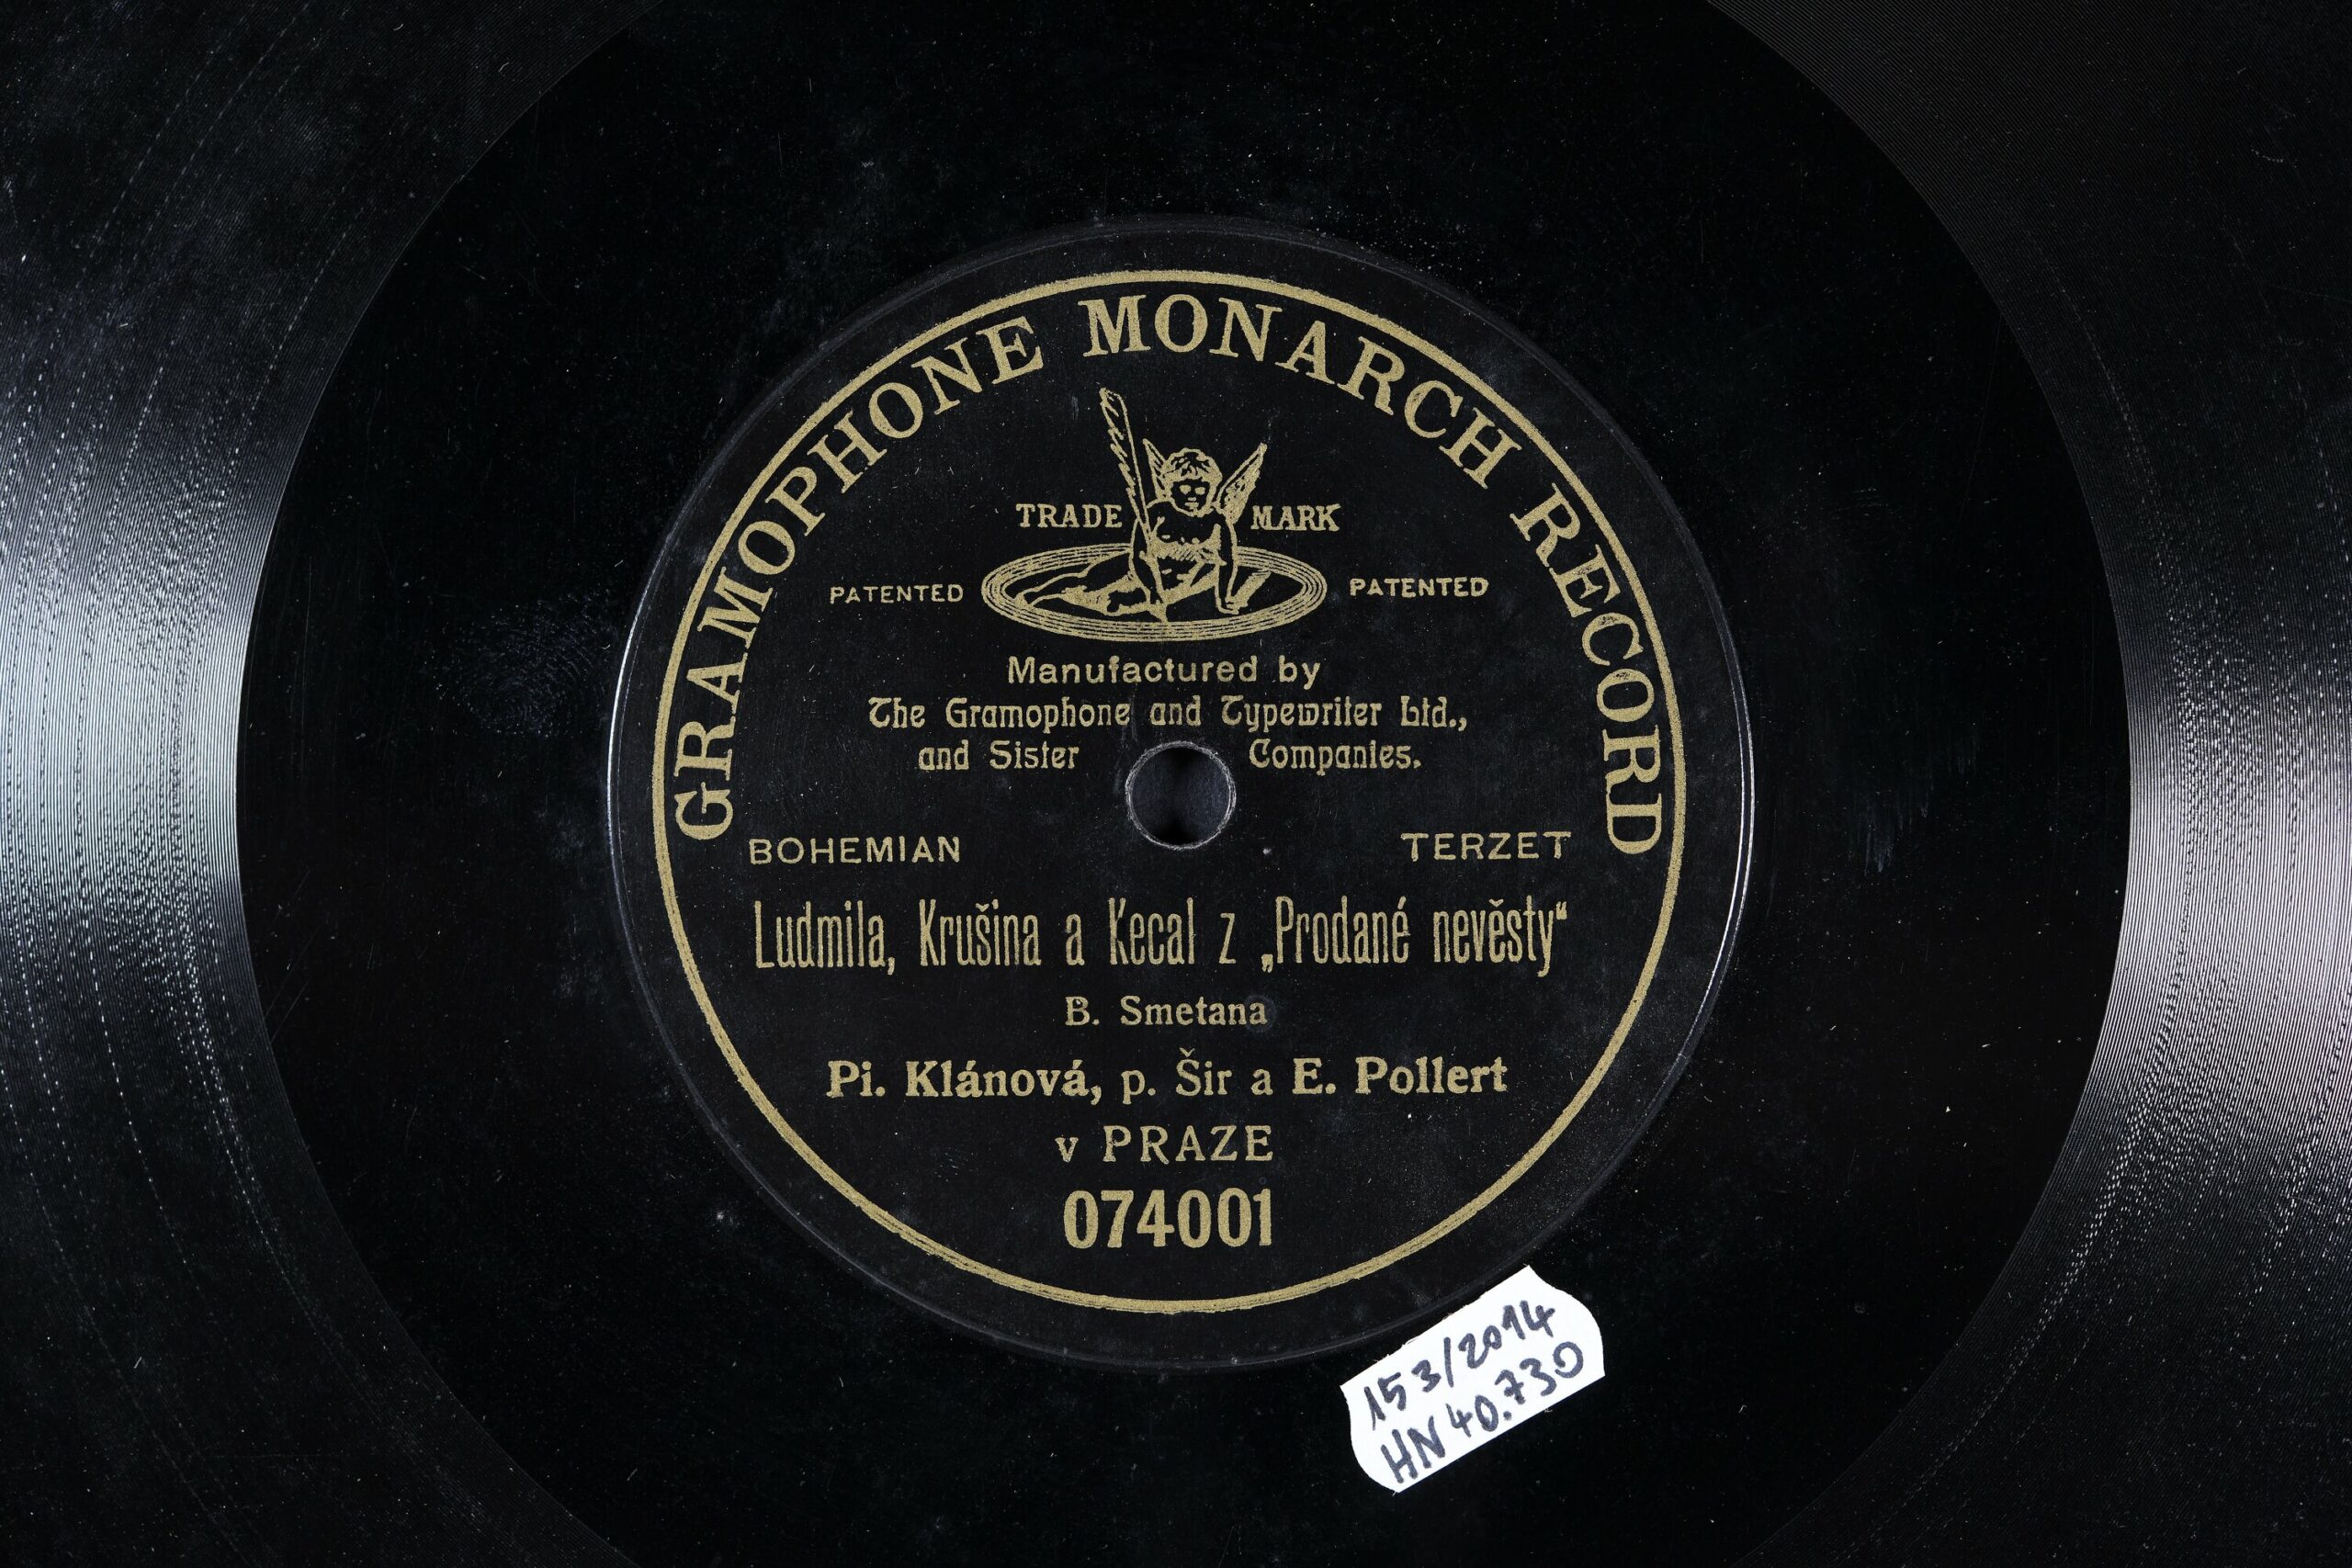 GRAMOPHONE MONARCH RECORD
TRADE MARK
PATENTED PATENTED
Manufactured by
The Gramophone and Typewriter Ltd.,
and Sister Companies.
BOHEMIAN TERZET
Ludmila, Krušina a Kecal z „Prodané nevěsty“
B. Smetana
Pi. Klánová, p. Šir a E. Pollert
v PRAZE
074001
153/2014
HN 40.730